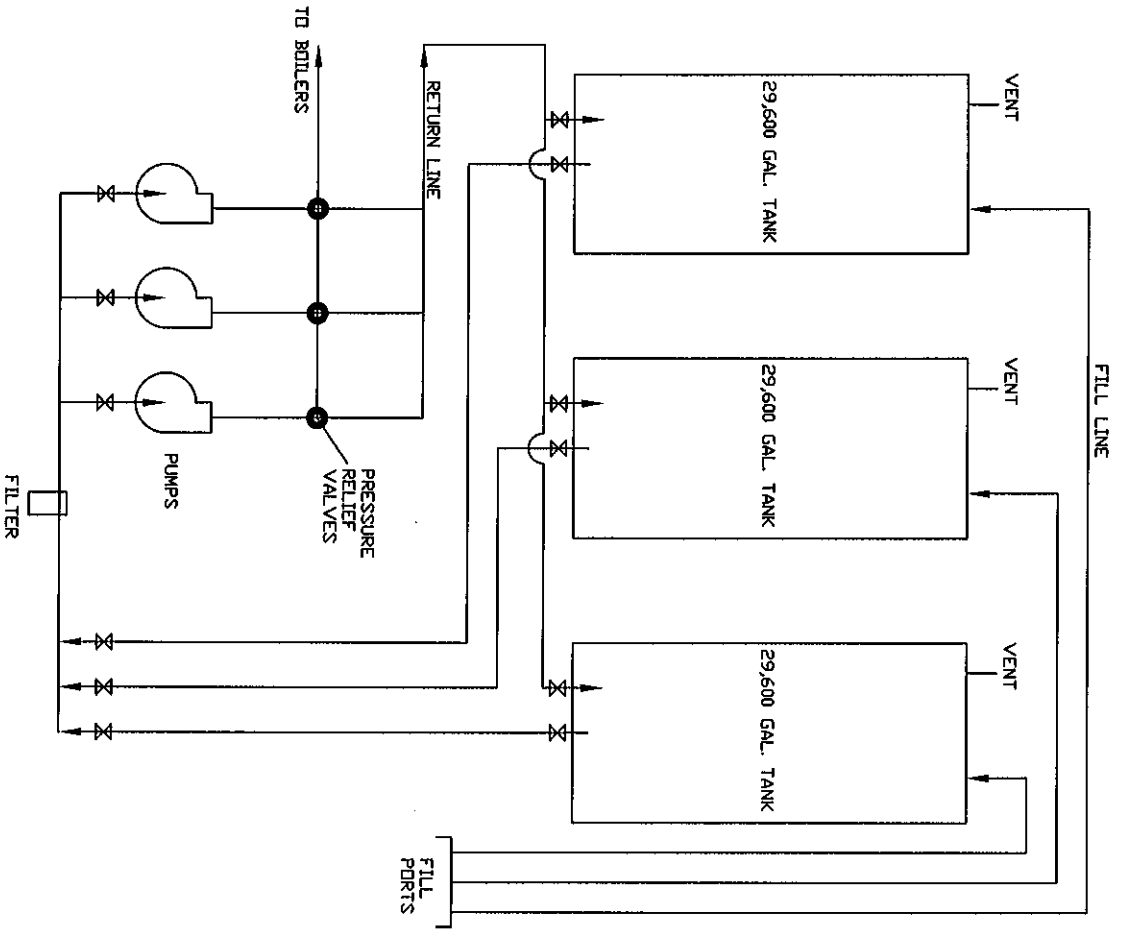 VENT
29,600 GAL. TANK
VENT
29,600 GAL. TANK
VENT
29,600 GAL. TANK
FILL LINE
FILL
PORTS
RETURN LINE
TO BOILERS
PRESSURE
RELIEF
VALVES
PUMPS
FILTER